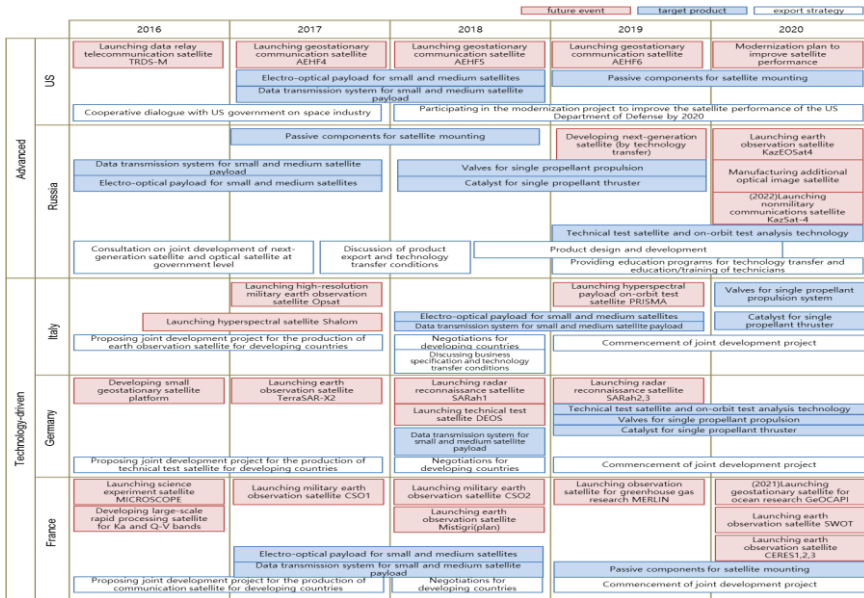 future event
target product
export strategy
2016
2017
2018
2019
2020
Advanced
US
Launching data relay
telecommunication satellite
TRDS-M
Launching geostationary
communication satellite
AEHF4
Launching geostationary
communication satellite
AEHF5
Launching geostationary
communication satellite
AEHF6
Modernization plan to
improve satellite
performance
Electro-optical payload for small and medium satellites
Passive components for satellite mounting
Data transmission system for small and medium satellite
payload
Cooperative dialogue with US government on space industry
Participating in the modernization project to improve the satellite performance of the US
Department of Defense by 2020
Russia
Passive components for satellite mounting
Developing next-generation
satellite (by technology
transfer)
Launching earth
observation satellite
KazEOSat4
Data transmission system for small and medium satellite
payload
Valves for single propellant propulsion
Manufacturing additional
optical image satellite
Electro-optical payload for small and medium satellites
Catalyst for single propellant thruster
(2022)Launching
nonmilitary
communications satellite
KazSat-4
Technical test satellite and on-orbit test analysis technology
Consultation on joint development of next-
generation satellite and optical satellite at
government level
Discussion of product
export and technology
transfer conditions
Product design and development
Providing education programs for technology transfer and
education/training of technicians
Technology-driven
Italy
Launching high-resolution
military earth observation
satellite Opsat
Launching hyperspectral
payload on-orbit test
satellite PRISMA
Valves for single propellant
propulsion system
Launching hyperspectral satellite Shalom
Electro-optical payload for small and medium satellites
Data transmission system for small and medium satellite payload
Catalyst for single
propellant thruster
Proposing joint development project for the production of
earth observation satellite for developing countries
Negotiations for
developing countries
Commencement of joint development project
Discussing business
specification and technology
transfer conditions
Germany
Developing small
geostationary satellite
platform
Launching earth
observation satellite
TerraSAR-X2
Launching radar
reconnaissance satellite
SARah1
Launching radar
reconnaissance satellite
SARah2,3
Launching technical test
satellite DEOS
Technical test satellite and on-orbit test analysis technology
Valves for single propellant propulsion
Catalyst for single propellant thruster
Data transmission system for
small and medium satellite
payload
Proposing joint development project for the production of
technical test satellite for developing countries
Negotiations for
developing countries
Commencement of joint development project
France
Launching science
experiment satellite
MICROSCOPE
Launching military earth
observation satellite CSO1
Launching military earth
observation satellite CSO2
Launching observation
satellite for greenhouse gas
research MERLIN
(2021)Launching
geostationary satellite for
ocean research GeOCAPI
Developing large-scale
rapid processing satellite
for Ka and Q-V bands
Launching earth
observation satellite
Mistigri(plan)
Launching earth
observation satellite SWOT
Launching earth
observation satellite
CERES1,2,3
Electro-optical payload for small and medium satellites
Data transmission system for small and medium satellite
payload
Passive components for satellite mounting
Proposing joint development project for the production of
communication satellite for developing countries
Negotiations for
developing countries
Commencement of joint development project